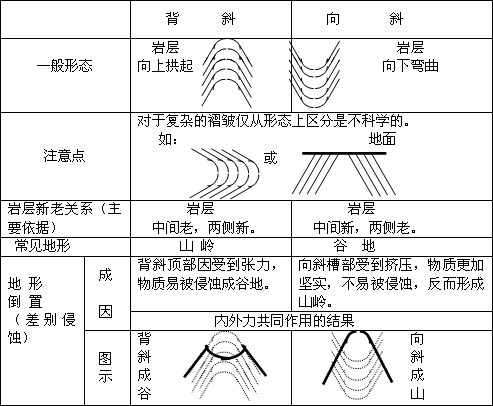 背 斜
向 斜
一般形态
岩层
向上拱起
岩层
向下弯曲
注意点
对于复杂的褶皱仅从形态上区分是不科学的。
如:
或
地面
岩层新老关系（主
要依据）
岩层
中间老，两侧新。
岩层
中间新，两侧老。
常见地形
山 岭
谷 地
地 形
倒 置
（差别侵
蚀）
成
因
背斜顶部因受到张力，
物质易被侵蚀成谷地。
向斜槽部受到挤压，物质更加
坚实，不易被侵蚀，反而形成
山岭。
内外力共同作用的结果
图
示
背
斜
成
谷
向
斜
成
山